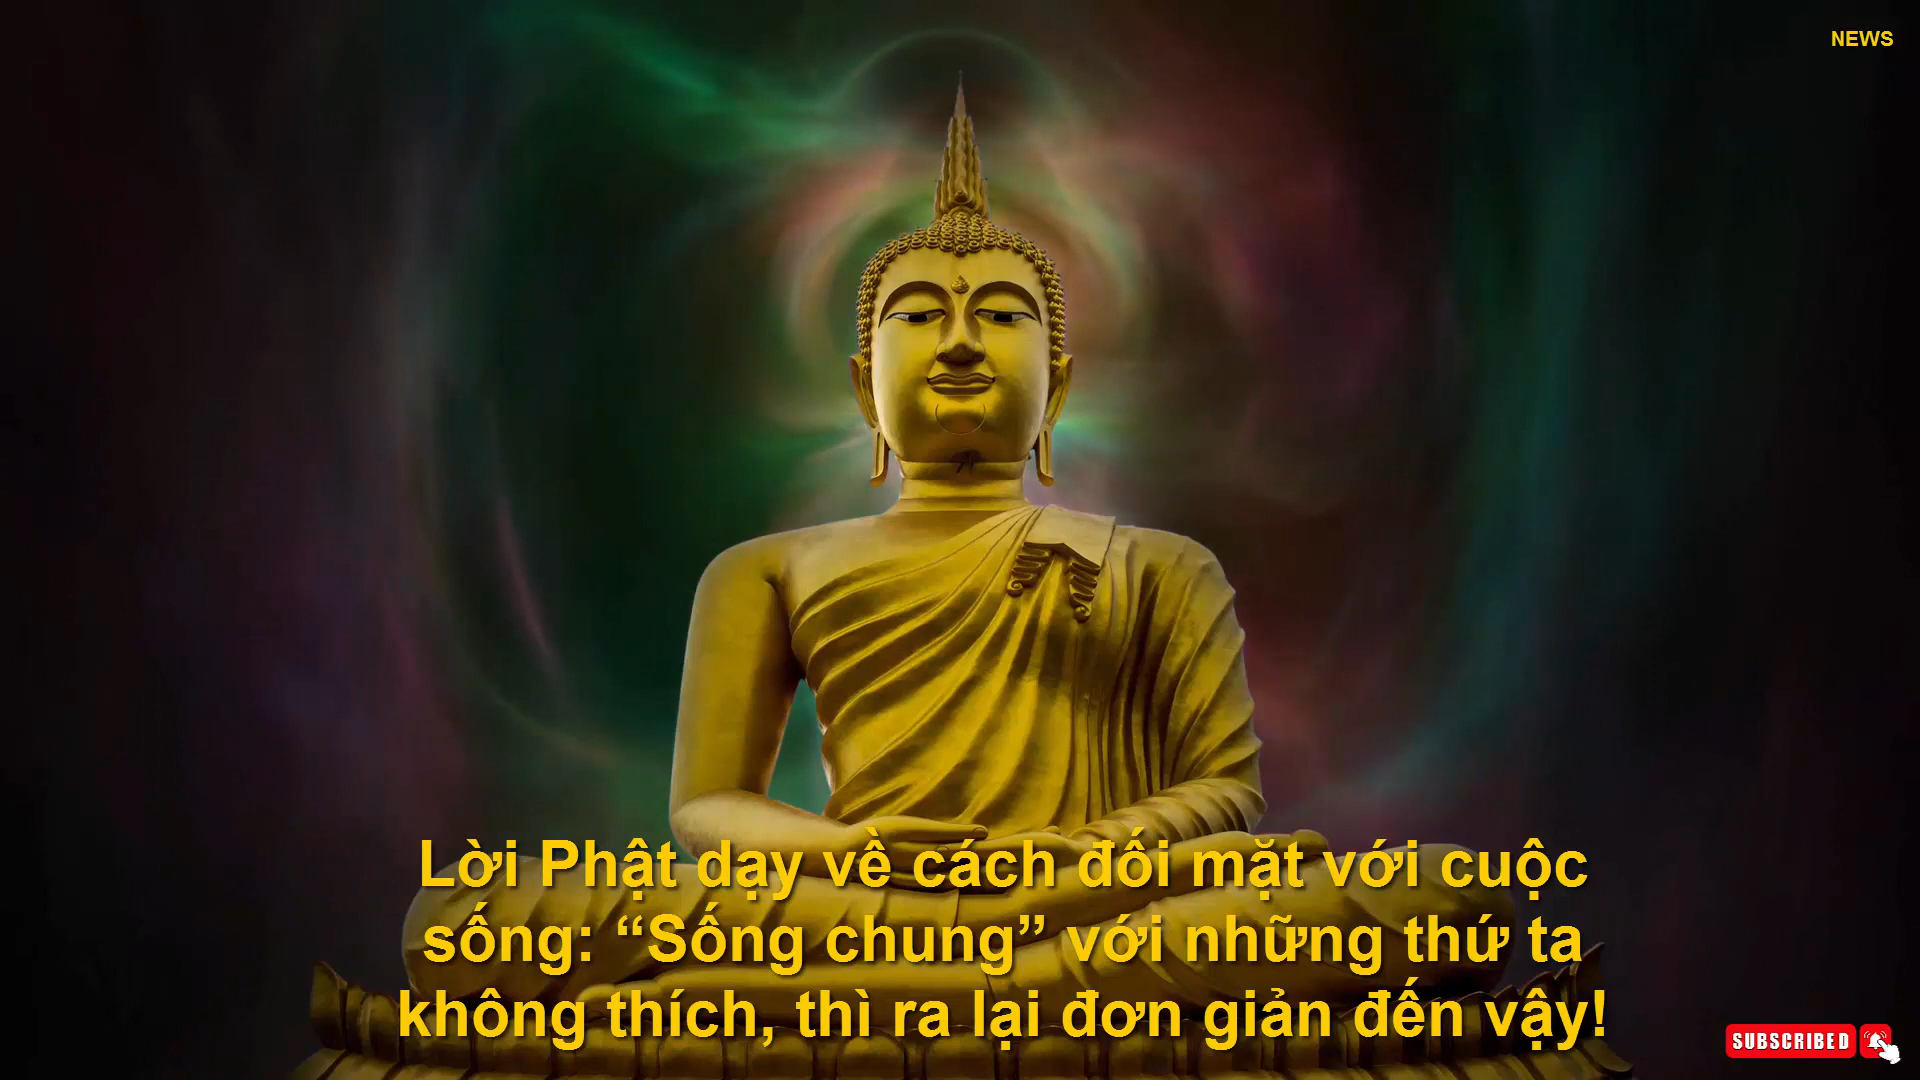 NEWS
Lời Phật dạy về cách đối mặt với cuộc
sống: “Sống chung” với những thứ ta
không thích, thì ra lại đơn giản đến vậy!
SUBSCRIBED